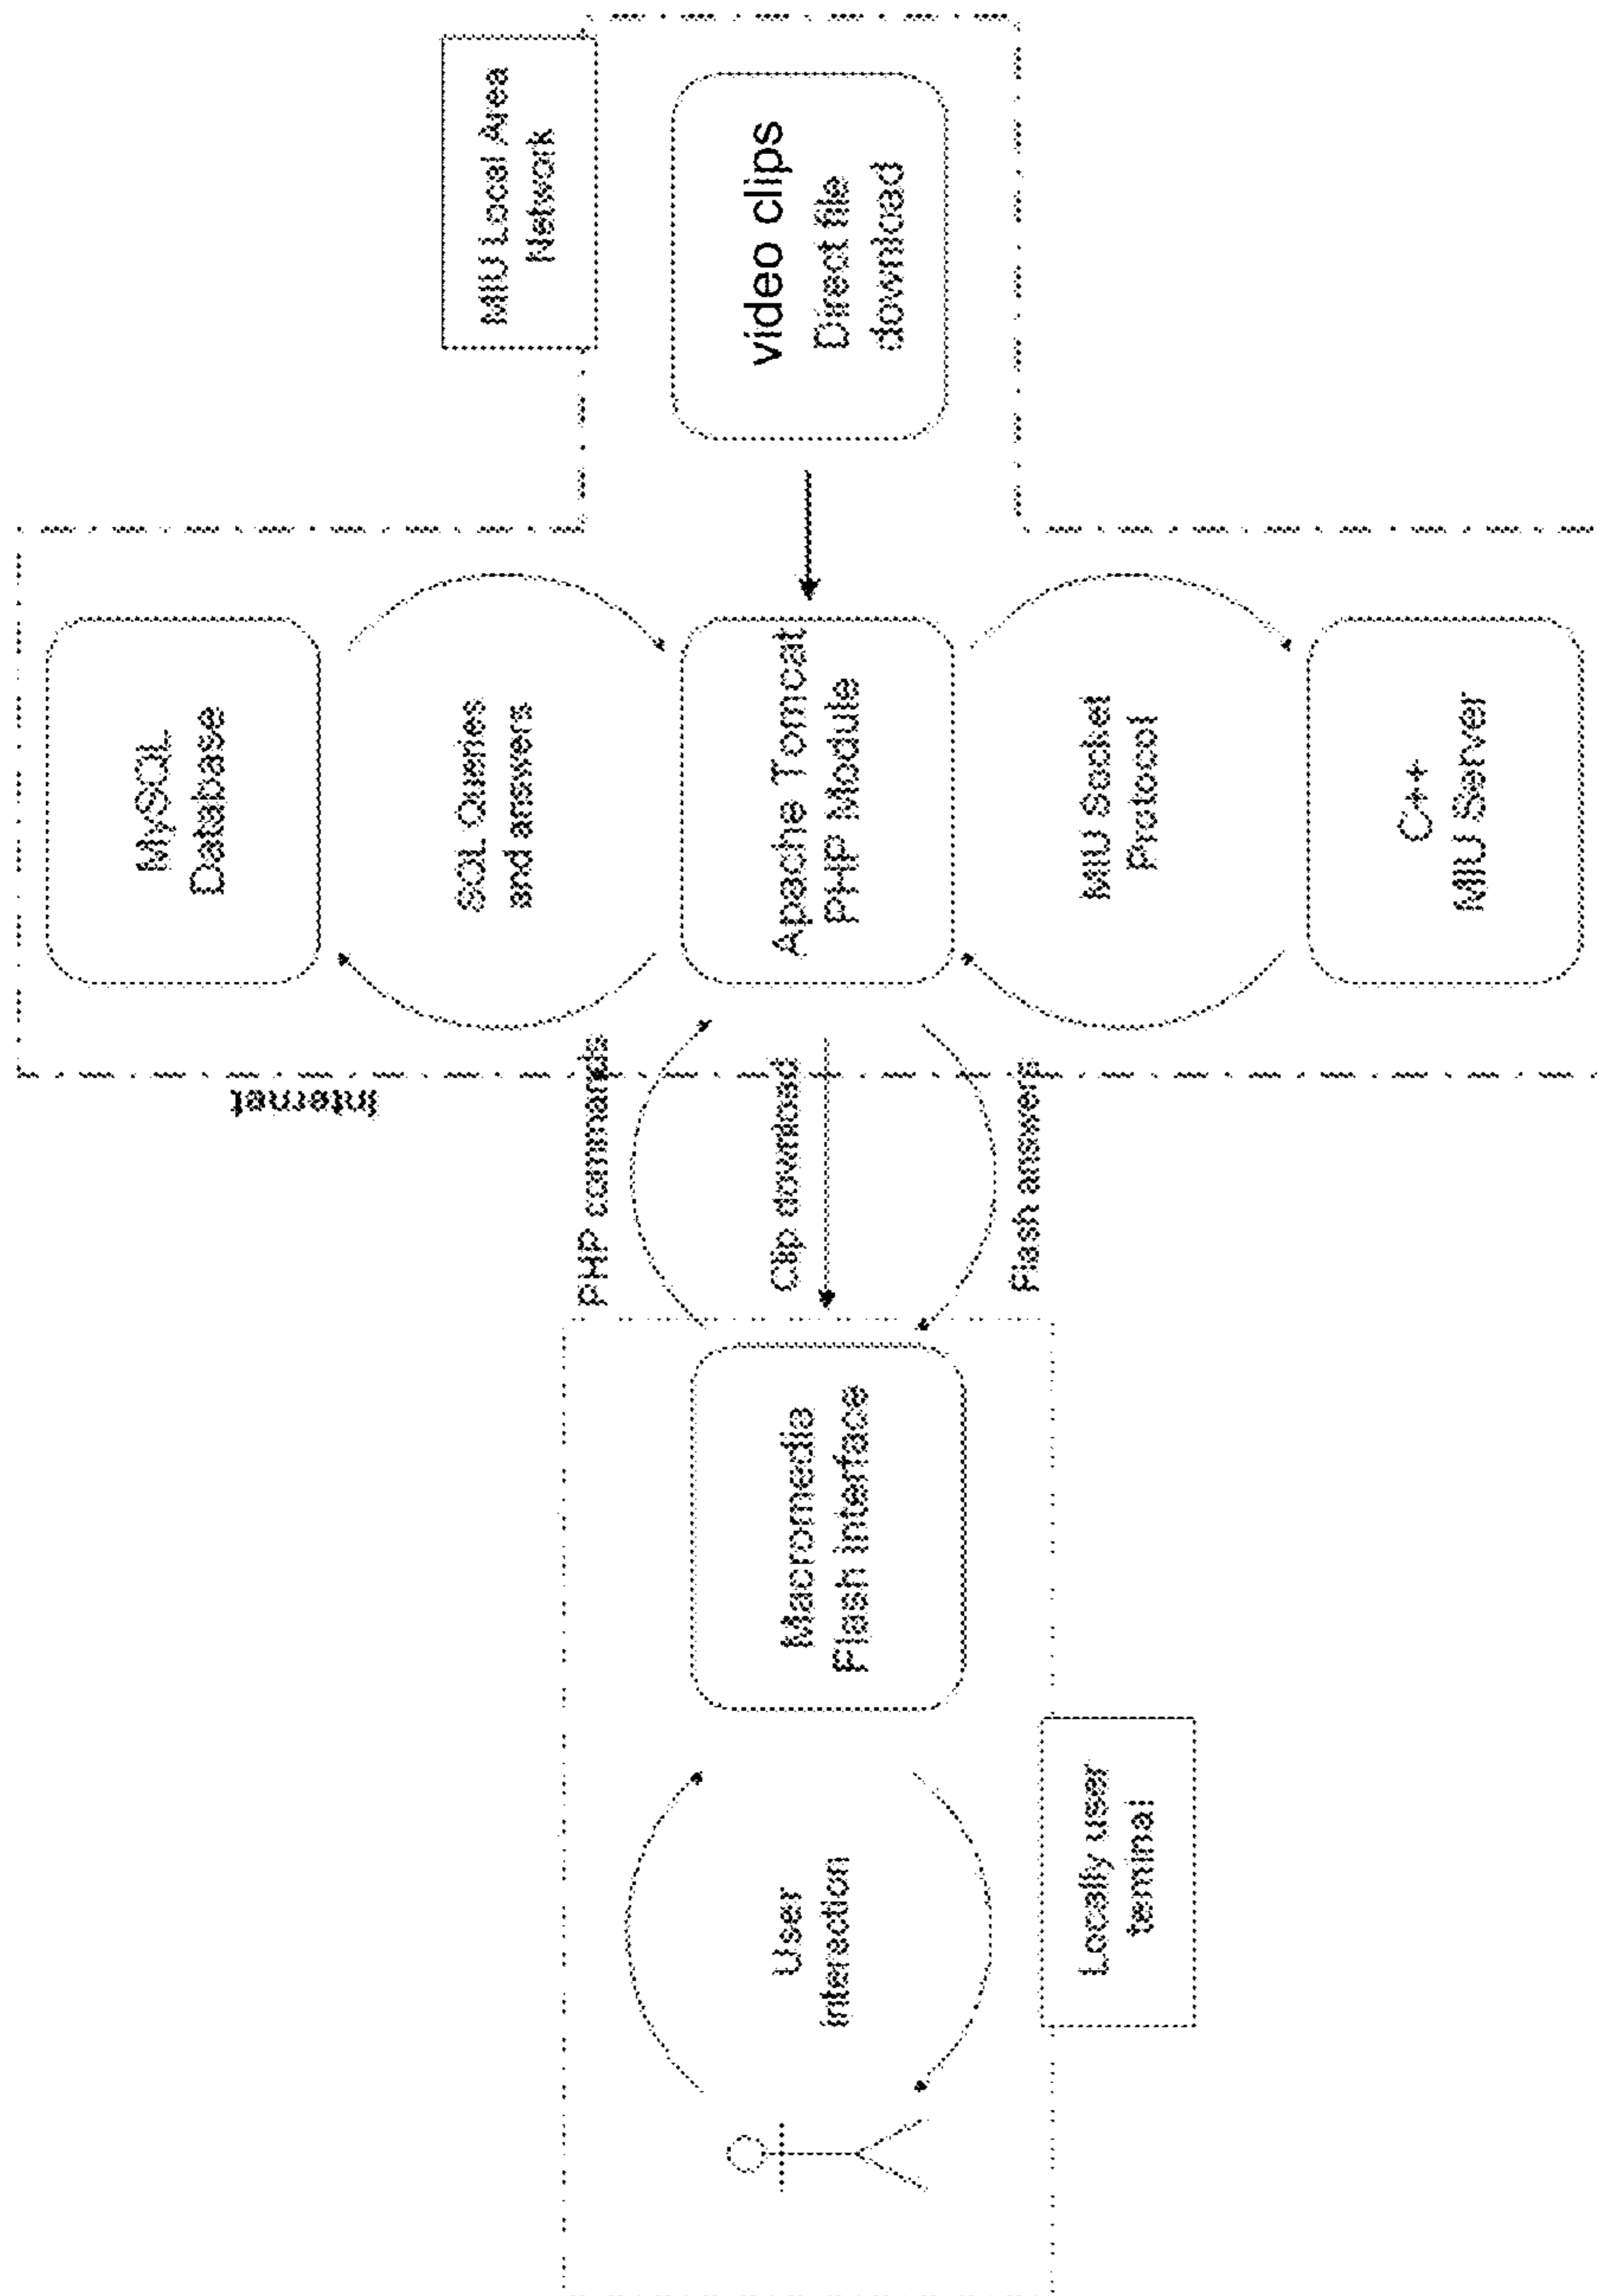 MIU Local Area
Network
video clips
Direct file
download
MySQL
Database
SQL Queries
and answers
Apache Tomcat
PHP Module
MIU Socket
Protocol
C++
MIU Server
internet
PHP commands
Clip download
Flash answers
Macromedia
Flash interface
User
interaction
Locally user
teminal